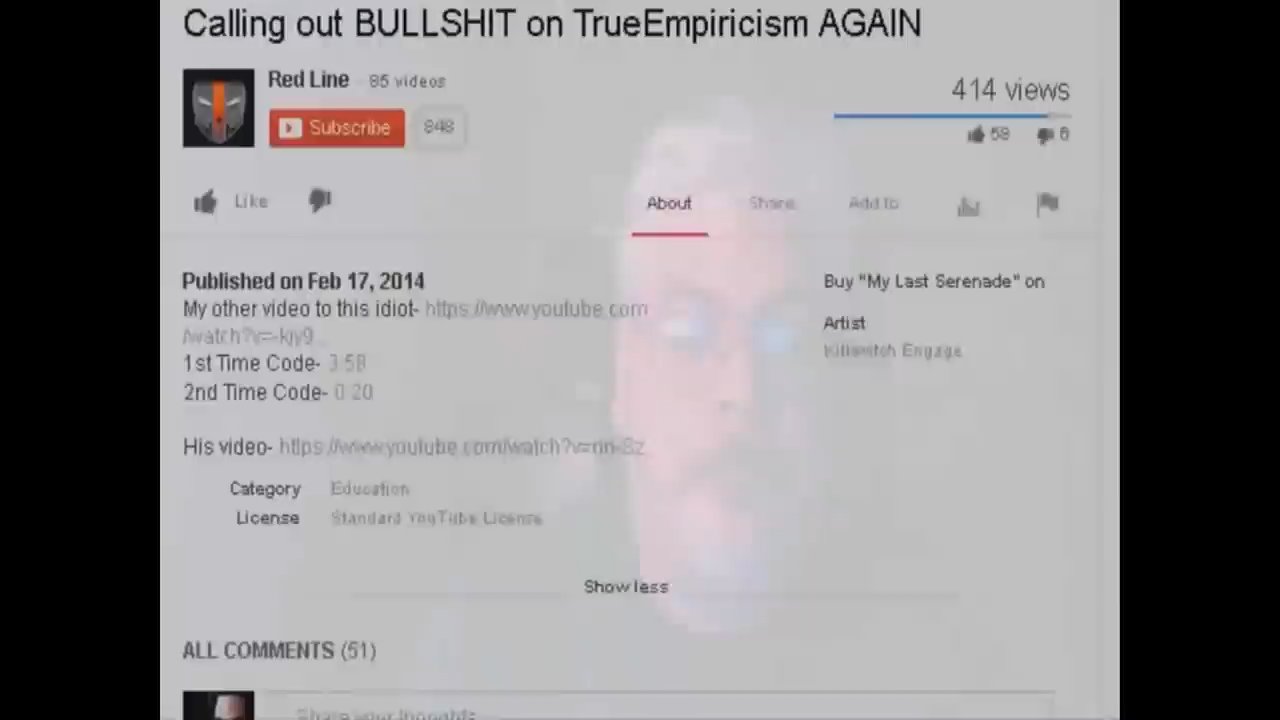 Calling out BULLSHIT on TrueEmpiricism AGAIN
Red Line 85 videos
414 views
Subscribe 848
58 6
Like
About Share Add to
Published on Feb 17, 2014
My other video to this idiot- https://www.youtube.com
1st Time Code- 3:58
2nd Time Code- 0:20
His video- https://www.youtube.com/watch?v=
Category Education
License Standard YouTube License
Buy "My Last Serenade" on
Artist
Killswitch Engage
Show less
ALL COMMENTS (51)
Share your thoughts